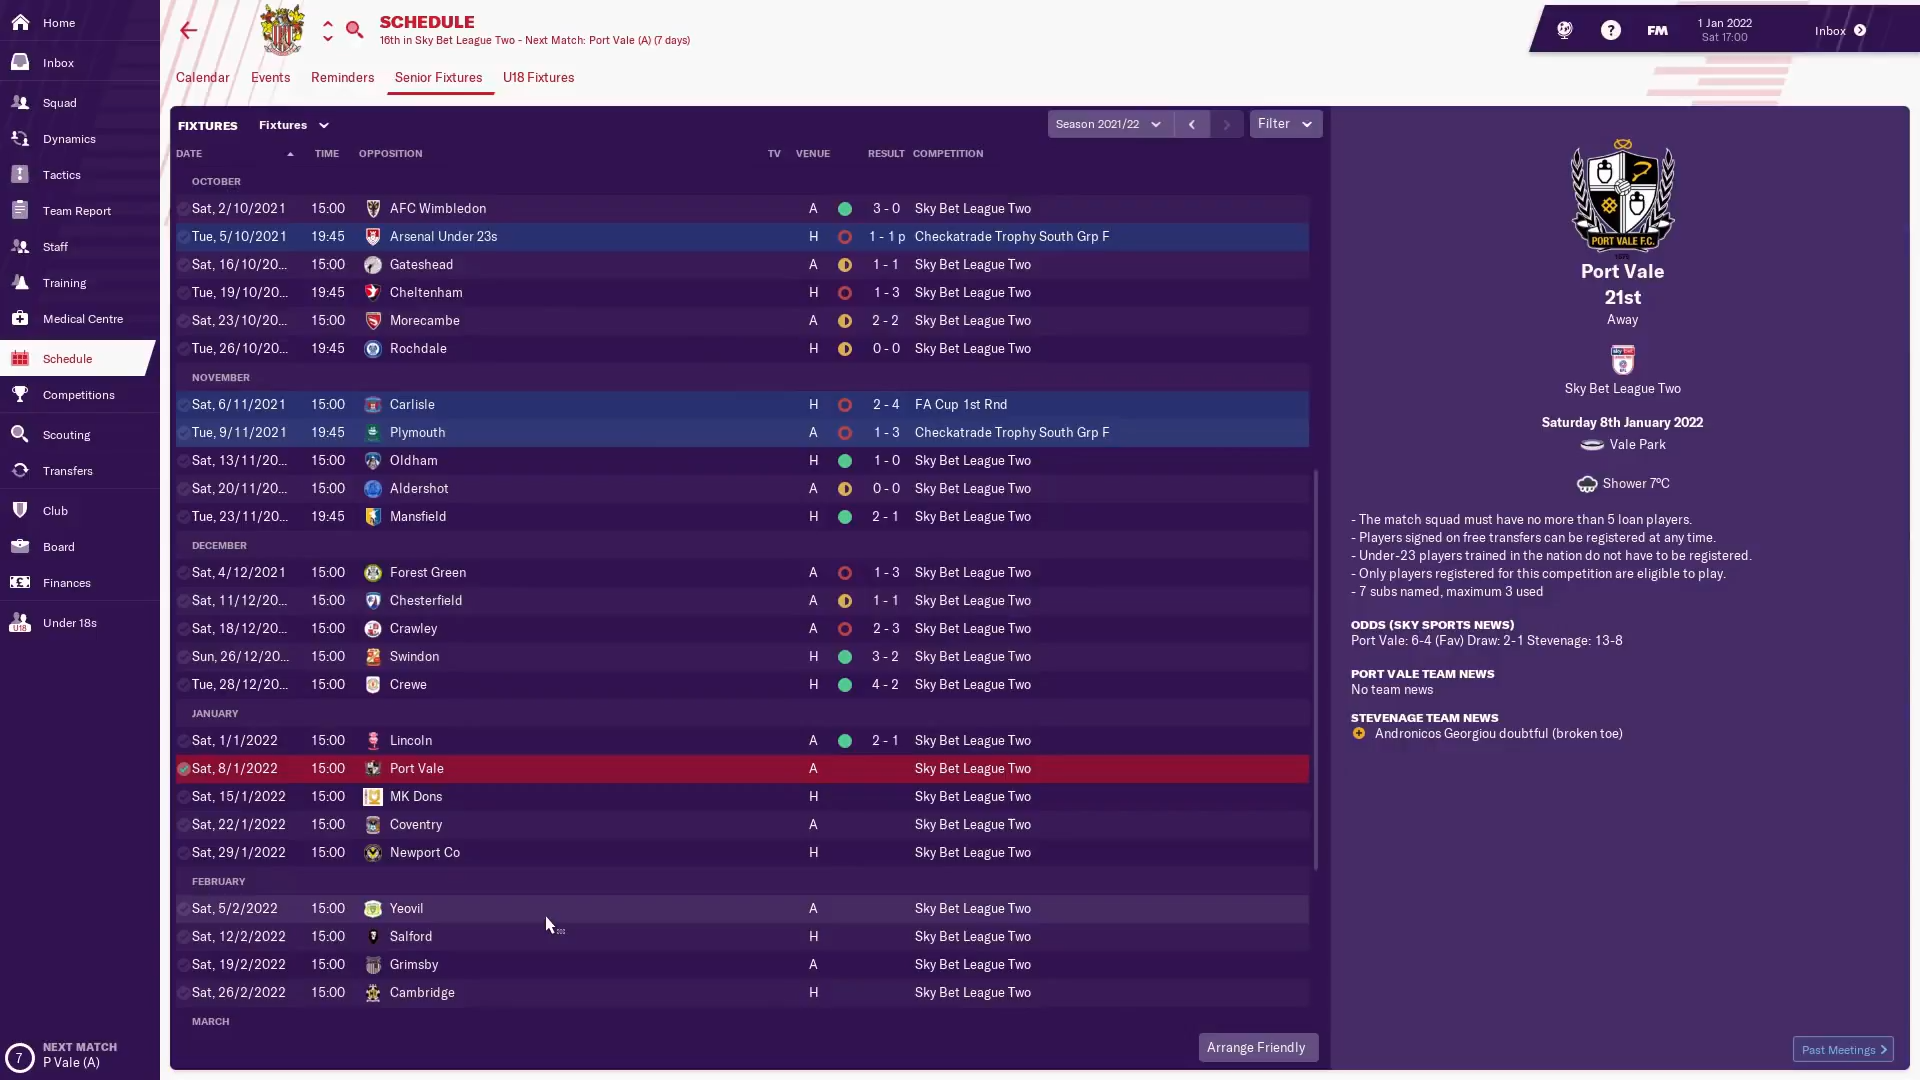 Home
Inbox
Squad
Dynamics
Tactics
Team Report
Staff
Training
Medical Centre
Schedule
Competitions
Scouting
Transfers
Club
Board
Finances
U18
Under 18s
7
NEXT MATCH
P Vale (A)
SCHEDULE
16th in Sky Bet League Two - Next Match: Port Vale (A) (7 days)
? FM 1 Jan 2022
Sat 17:00
Inbox
Calendar Events Reminders Senior Fixtures U18 Fixtures
FIXTURES Fixtures Season 2021/22 Filter
DATE TIME OPPOSITION TV VENUE RESULT COMPETITION
OCTOBER
Sat, 2/10/2021 15:00 AFC Wimbledon A 3 - 0 Sky Bet League Two
Tue, 5/10/2021 19:45 Arsenal Under 23s H 1 - 1 p Checkatrade Trophy South Grp F
Sat, 16/10/20... 15:00 Gateshead A 1 - 1 Sky Bet League Two
Tue, 19/10/20... 19:45 Cheltenham H 1 - 3 Sky Bet League Two
Sat, 23/10/20... 15:00 Morecambe A 2 - 2 Sky Bet League Two
Tue, 26/10/20... 19:45 Rochdale H 0 - 0 Sky Bet League Two
NOVEMBER
Sat, 6/11/2021 15:00 Carlisle H 2 - 4 FA Cup 1st Rnd
Tue, 9/11/2021 19:45 Plymouth A 1 - 3 Checkatrade Trophy South Grp F
Sat, 13/11/20... 15:00 Oldham H 1 - 0 Sky Bet League Two
Sat, 20/11/20... 15:00 Aldershot A 0 - 0 Sky Bet League Two
Tue, 23/11/20... 19:45 Mansfield H 2 - 1 Sky Bet League Two
DECEMBER
Sat, 4/12/2021 15:00 Forest Green A 1 - 3 Sky Bet League Two
Sat, 11/12/20... 15:00 Chesterfield A 1 - 1 Sky Bet League Two
Sat, 18/12/20... 15:00 Crawley A 2 - 3 Sky Bet League Two
Sun, 26/12/20... 15:00 Swindon H 3 - 2 Sky Bet League Two
Tue, 28/12/20... 15:00 Crewe H 4 - 2 Sky Bet League Two
JANUARY
Sat, 1/1/2022 15:00 Lincoln A 2 - 1 Sky Bet League Two
Sat, 8/1/2022 15:00 Port Vale A Sky Bet League Two
Sat, 15/1/2022 15:00 MK Dons H Sky Bet League Two
Sat, 22/1/2022 15:00 Coventry A Sky Bet League Two
Sat, 29/1/2022 15:00 Newport Co H Sky Bet League Two
FEBRUARY
Sat, 5/2/2022 15:00 Yeovil A Sky Bet League Two
Sat, 12/2/2022 15:00 Salford H Sky Bet League Two
Sat, 19/2/2022 15:00 Grimsby A Sky Bet League Two
Sat, 26/2/2022 15:00 Cambridge H Sky Bet League Two
MARCH
Arrange Friendly
PORT VALE F.C.
Port Vale
21st
Away
Sky Bet League Two
Saturday 8th January 2022
Vale Park
Shower 7ºC
- The match squad must have no more than 5 loan players.
- Players signed on free transfers can be registered at any time.
- Under-23 players trained in the nation do not have to be registered.
- Only players registered for this competition are eligible to play.
- 7 subs named, maximum 3 used
ODDS (SKY SPORTS NEWS)
Port Vale: 6-4 (Fav) Draw: 2-1 Stevenage: 13-8
PORT VALE TEAM NEWS
No team news
STEVENAGE TEAM NEWS
Andronicos Georgiou doubtful (broken toe)
Past Meetings